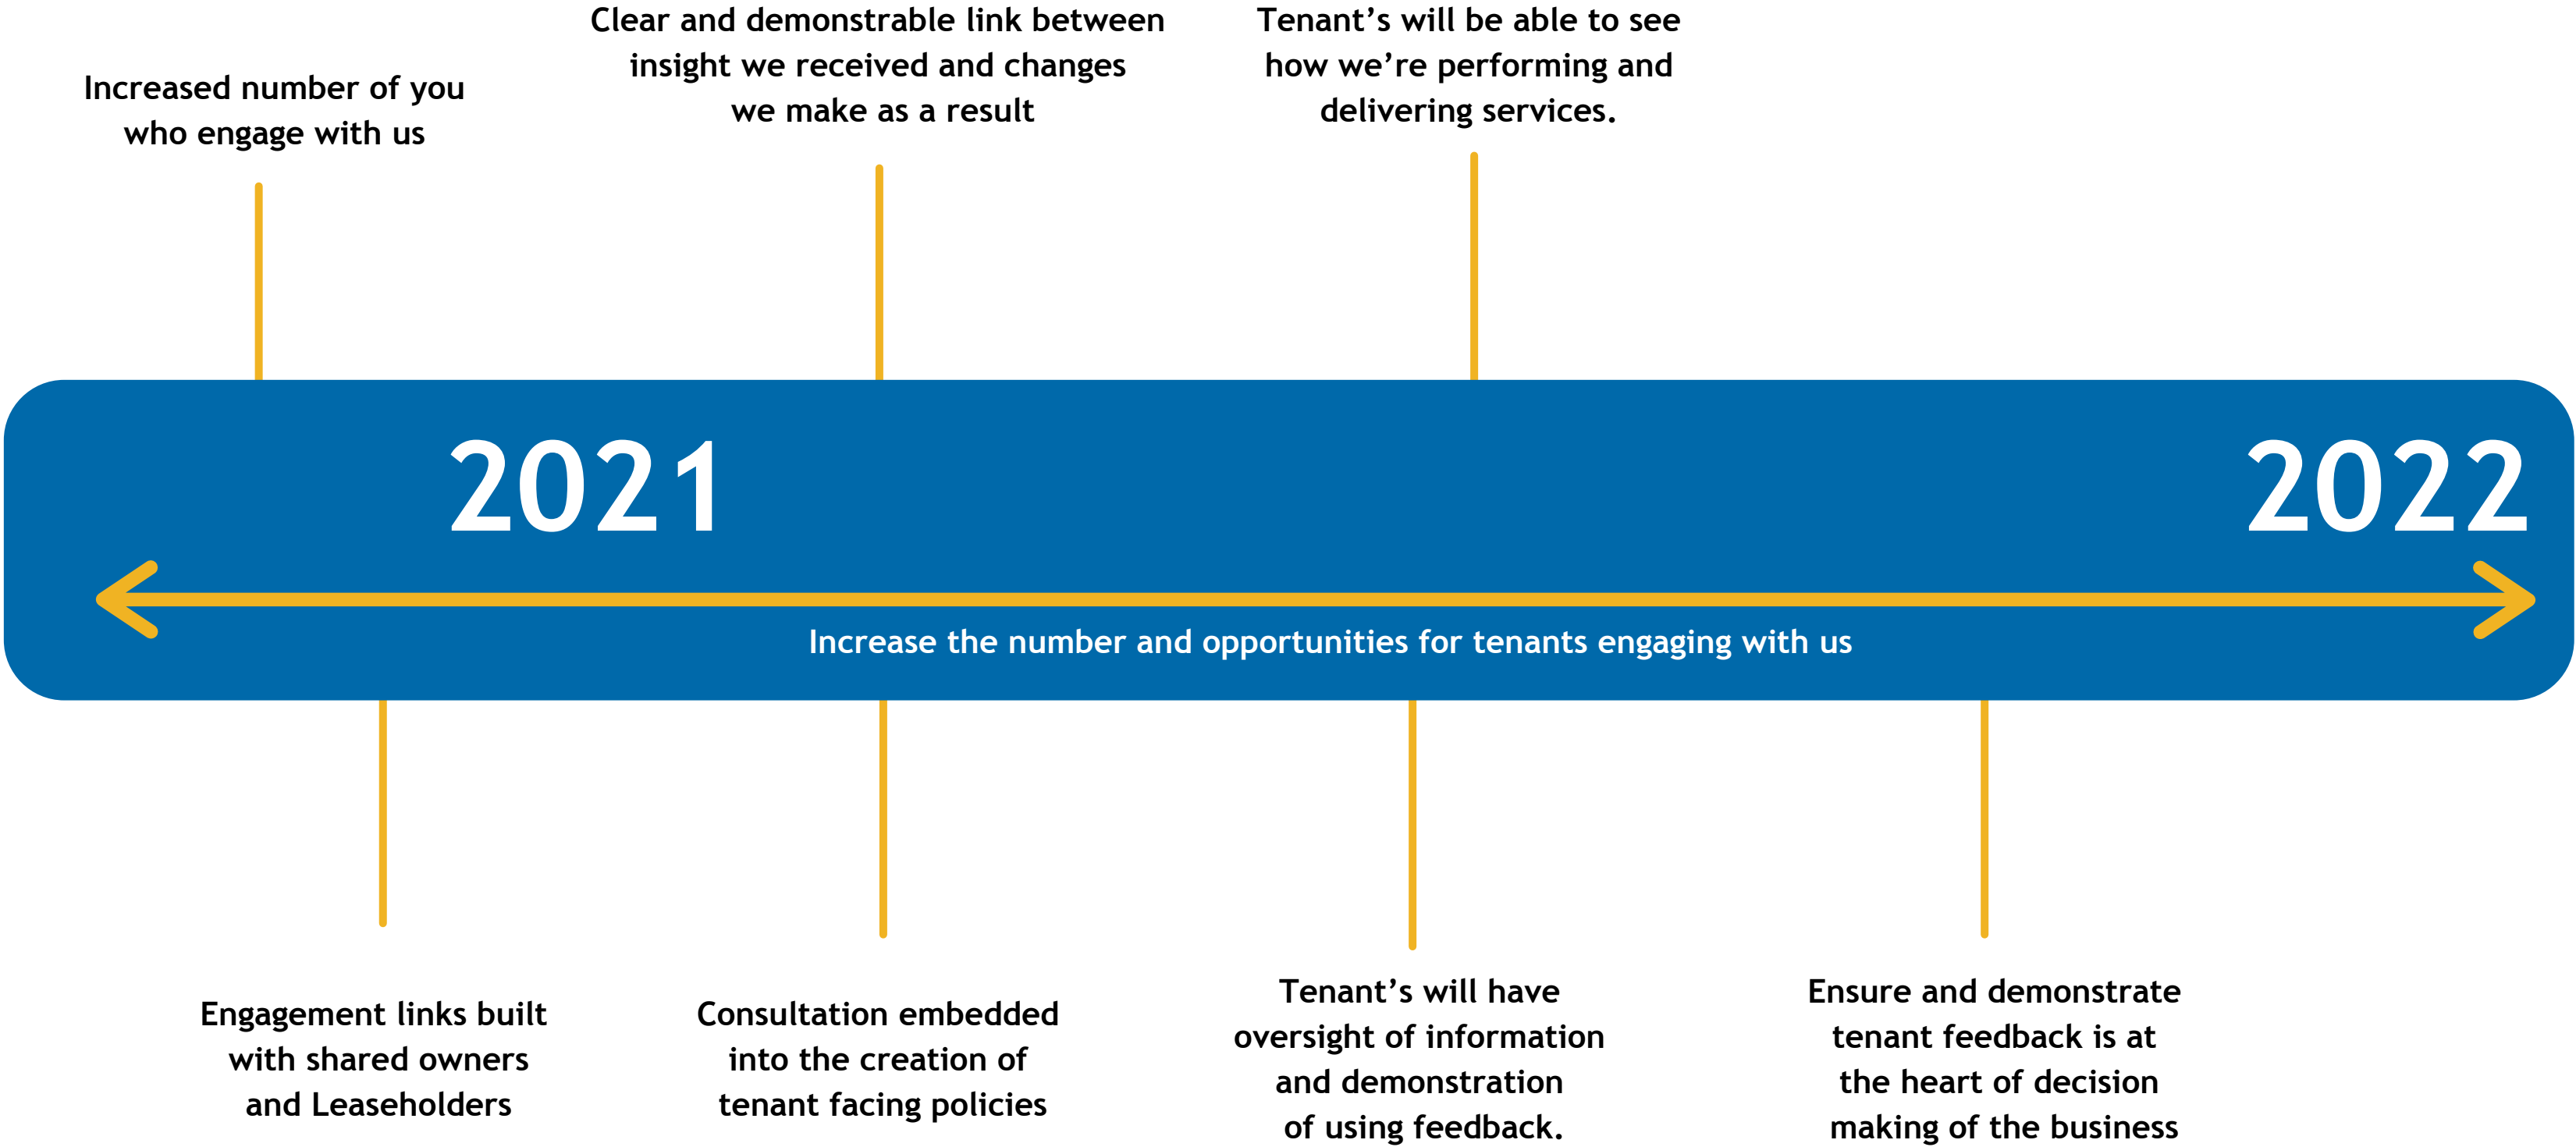 Increased number of you
who engage with us
Clear and demonstrable link between
insight we received and changes
we make as a result
Tenant’s will be able to see
how we’re performing and
delivering services.
2021
2022
Increase the number and opportunities for tenants engaging with us
Engagement links built
with shared owners
and Leaseholders
Consultation embedded
into the creation of
tenant facing policies
Tenant’s will have
oversight of information
and demonstration
of using feedback.
Ensure and demonstrate
tenant feedback is at
the heart of decision
making of the business